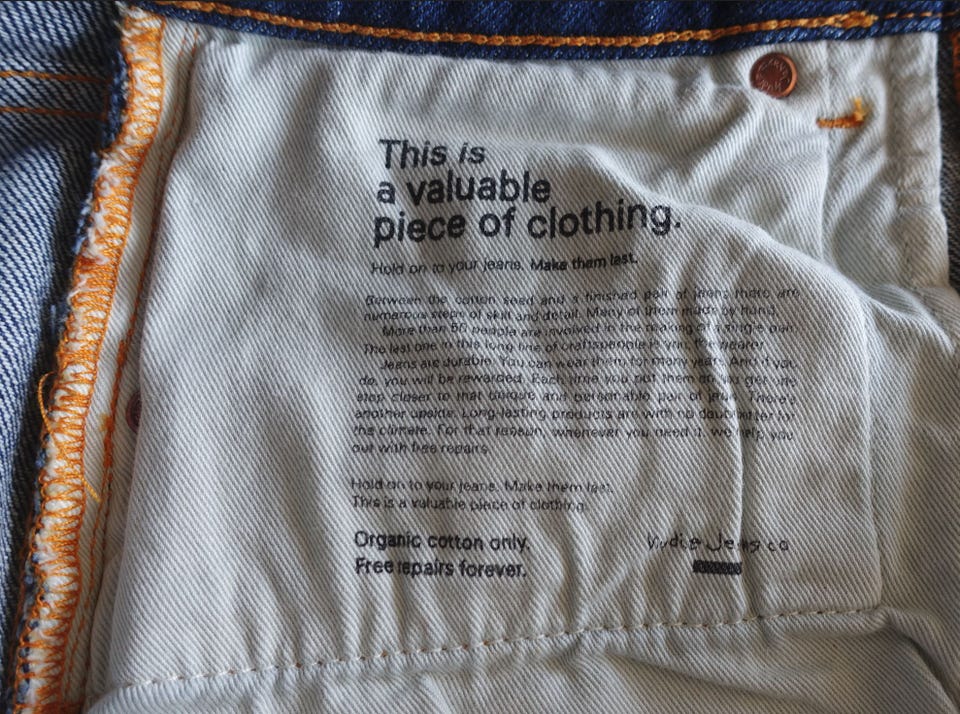 This is
a valuable
piece of clothing.
Hold on to your jeans. Make them last.
Between the cotton seed and a finished pair of jeans there are
numerous steps of skill and detail. Many of them made by hand.
More than 50 people are involved in the making of a single pair.
The last one in this long line of craftspeople is you, the wearer.
Jeans are durable. You can wear them for many years. And if you
do, you will be rewarded. Each time you put them on you get one
step closer to that unique and personable pair of jeans. There's
another upside. Long-lasting products are with no doubt better for
the climate. For that reason, whenever you need it, we help you
out with free repairs.
Hold on to your jeans. Make them last.
This is a valuable piece of clothing.
Organic cotton only.
Free repairs forever.
Nudie Jeans co